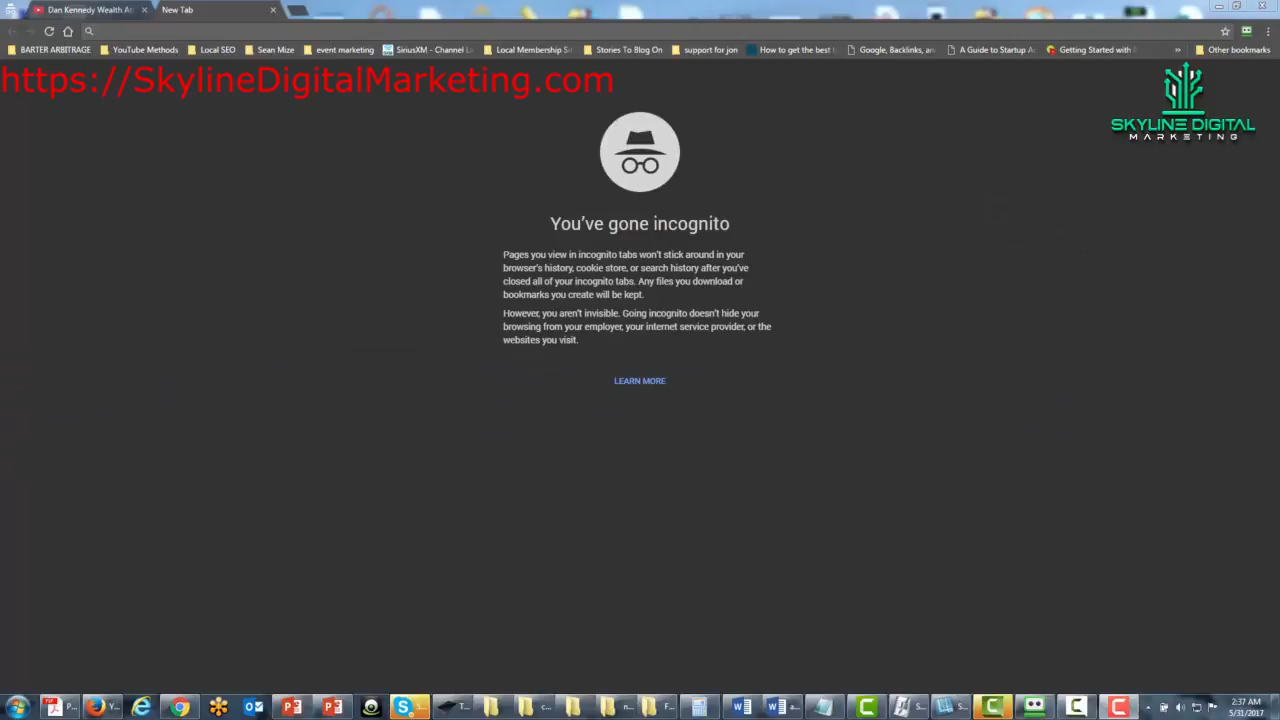 Dan Kennedy Wealth At
New Tab
BARTER ARBITRAGE
YouTube Methods
Local SEO
Sean Mize
event marketing
SiriusXM - Channel L
Local Membership Si
Stories To Blog On
support for jon
How to get the best
Google, Backlinks, an
A Guide to Startup A
Getting Started with
Other bookmarks
https://SkylineDigitalMarketing.com
SKYLINE DIGITAL
MARKETING
You've gone incognito
Pages you view in incognito tabs won't stick around in your
browser's history, cookie store, or search history after you've
closed all of your incognito tabs. Any files you download or
bookmarks you create will be kept.
However, you aren't invisible. Going incognito doesn't hide your
browsing from your employer, your internet service provider, or the
websites you visit.
LEARN MORE
2:37 AM
5/31/2017